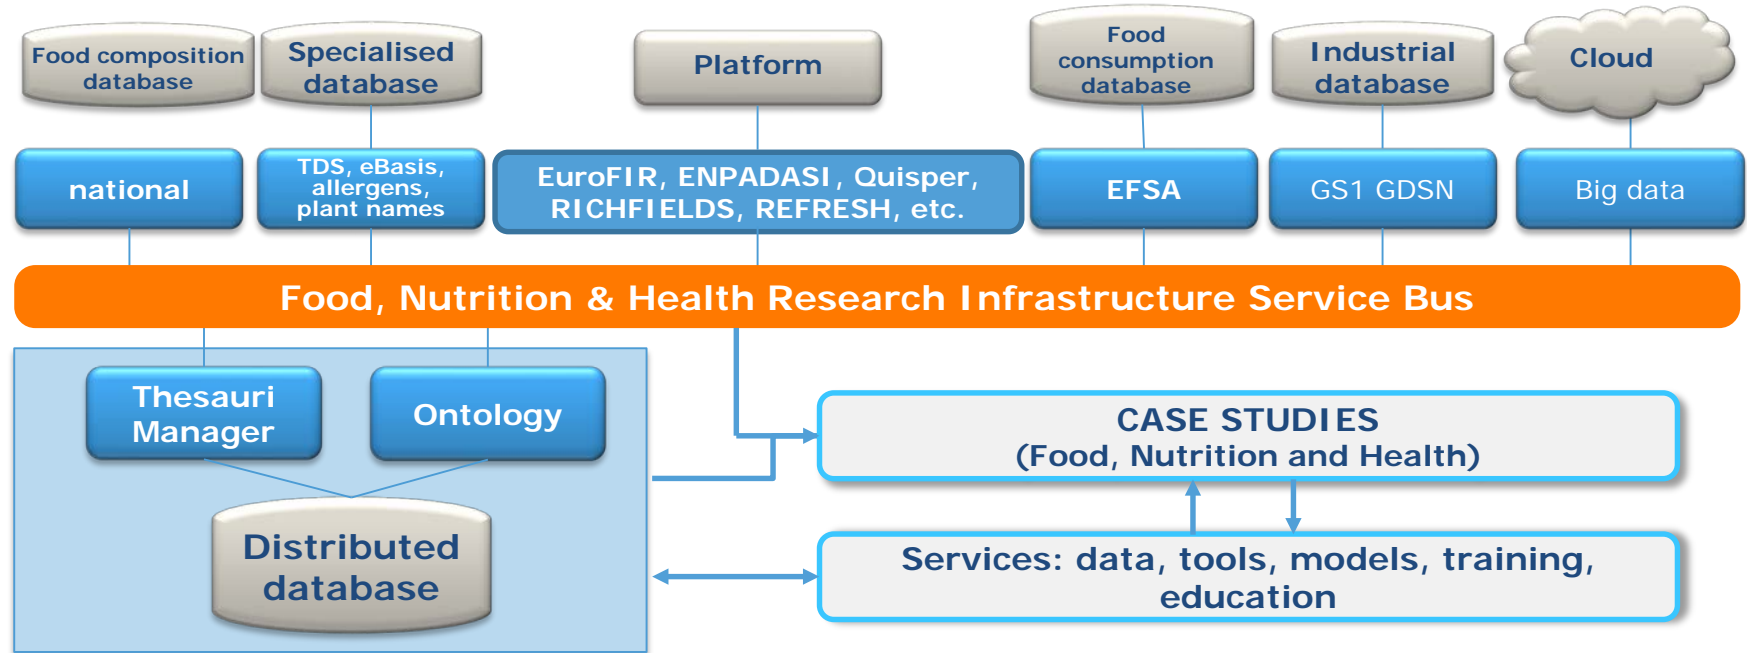 Food composition
database
Specialised
database
Platform
Food
consumption
database
Industrial
database
Cloud
national
TDS, eBasis,
allergens,
plant names
EuroFIR, ENPADASI, Quisper,
RICHFIELDS, REFRESH, etc.
EFSA
GS1 GDSN
Big data
Food, Nutrition & Health Research Infrastructure Service Bus
Thesauri
Manager
Ontology
Distributed
database
CASE STUDIES
(Food, Nutrition and Health)
Services: data, tools, models, training,
education